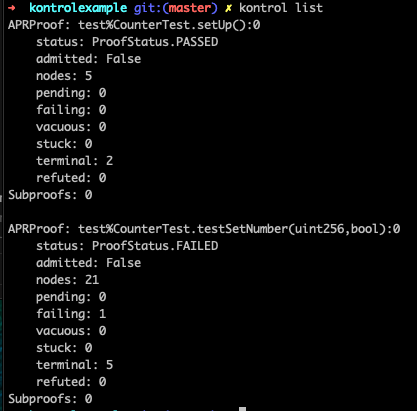 ➜ kontrolexample git:(master) ✗ kontrol list
APRProof: test%CounterTest.setUp():0
    status: ProofStatus.PASSED
    admitted: False
    nodes: 5
    pending: 0
    failing: 0
    vacuous: 0
    stuck: 0
    terminal: 2
    refuted: 0
Subproofs: 0

APRProof: test%CounterTest.testSetNumber(uint256,bool):0
    status: ProofStatus.FAILED
    admitted: False
    nodes: 21
    pending: 0
    failing: 1
    vacuous: 0
    stuck: 0
    terminal: 5
    refuted: 0
Subproofs: 0